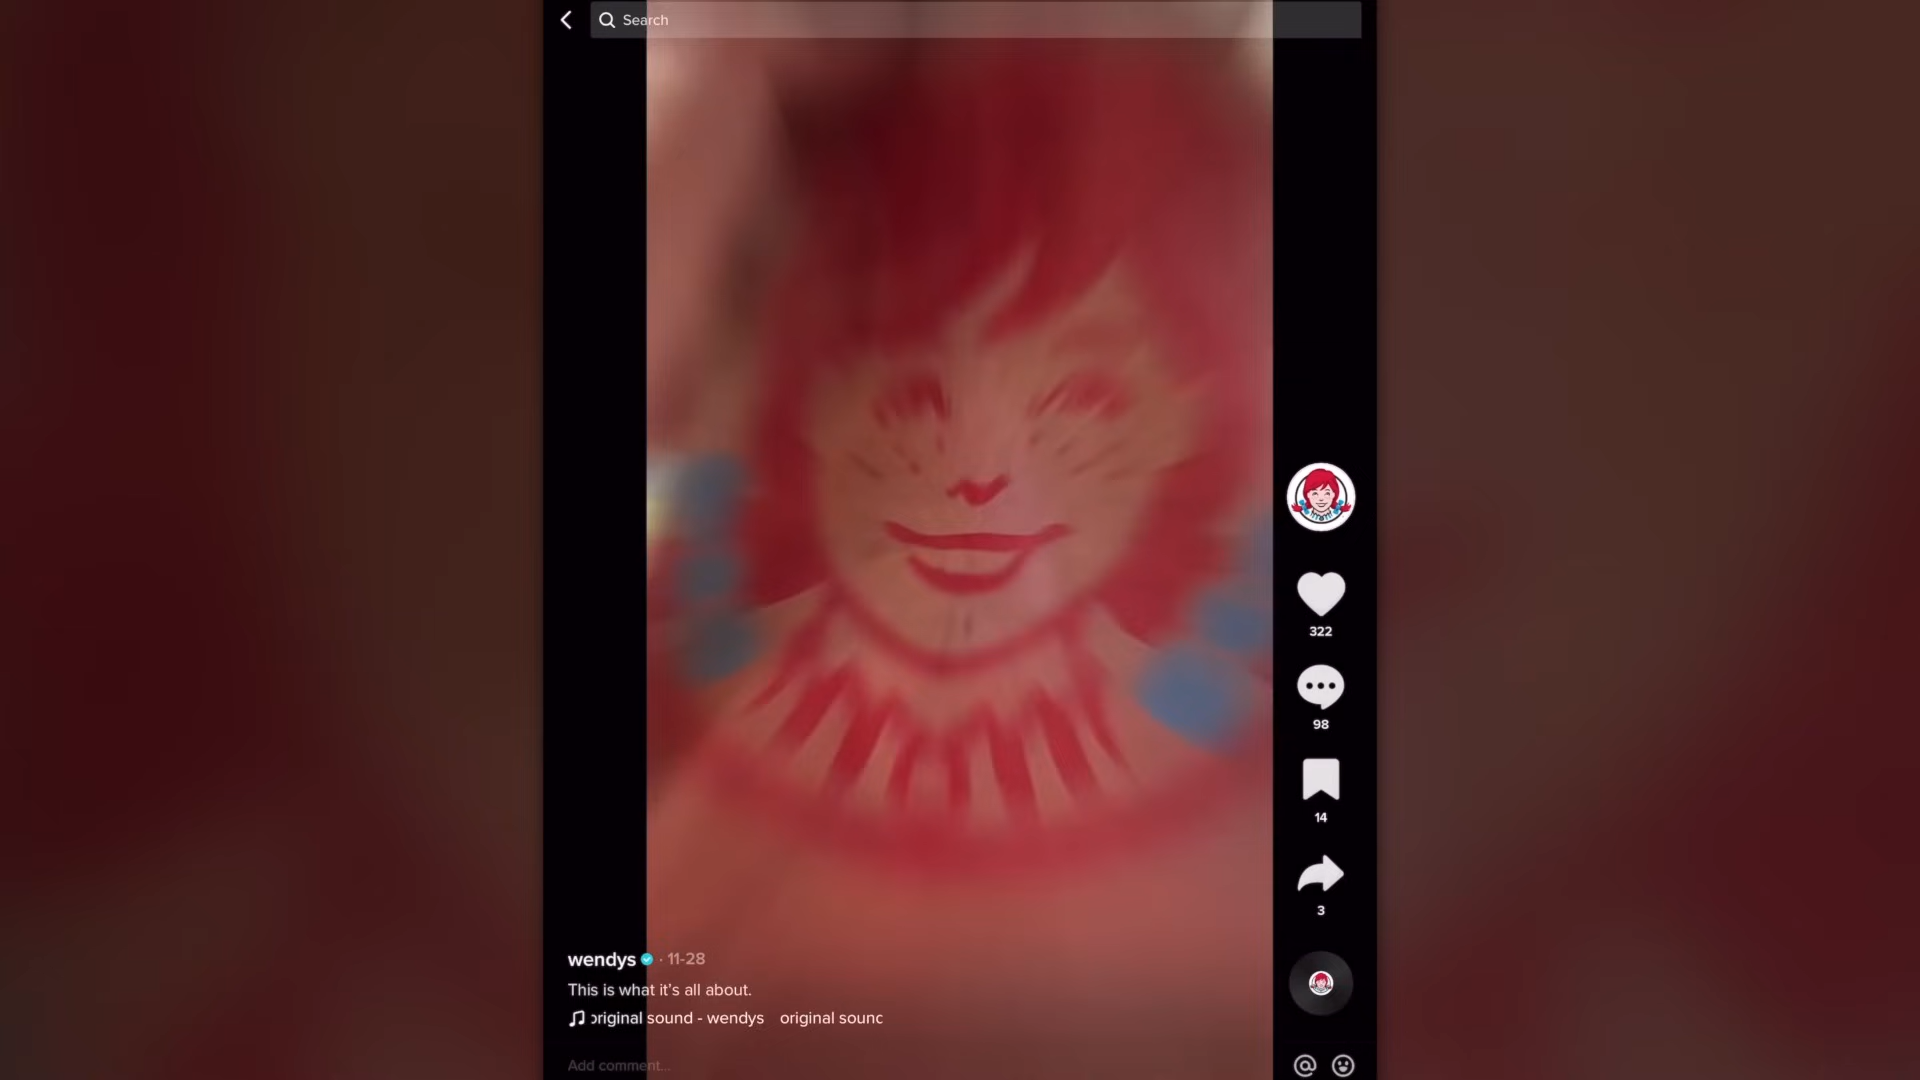 Search
322
98
14
3
wendys · 11-28
This is what it's all about.
original sound - wendys original sounc
Add comment...